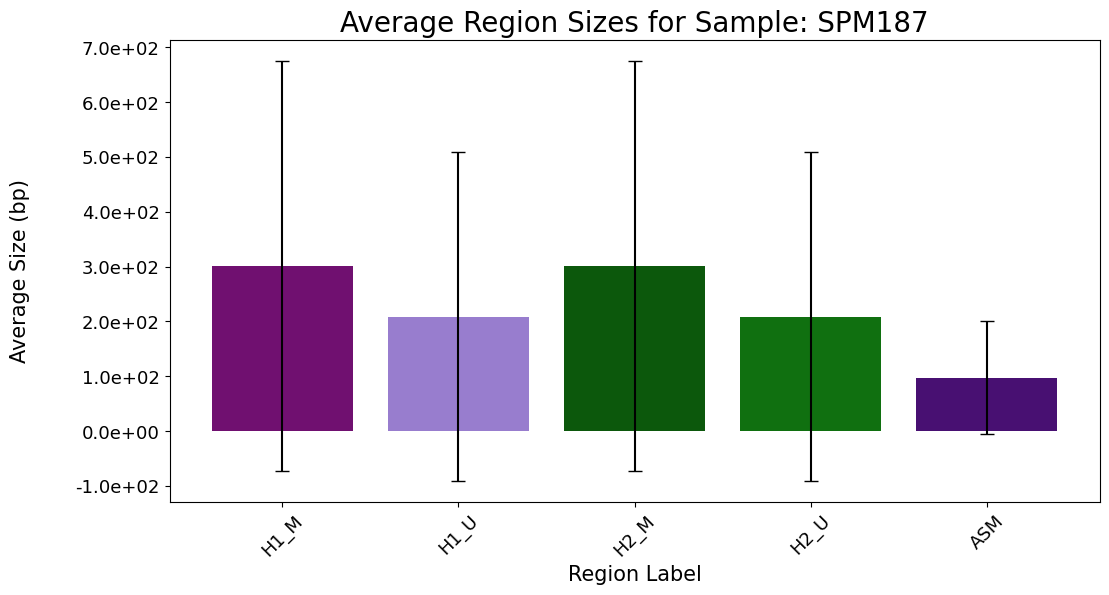 Average Region Sizes for Sample: SPM187
7.0e+02
6.0e+02
5.0e+02
4.0e+02
3.0e+02
2.0e+02
1.0e+02
0.0e+00
-1.0e+02
Average Size (bp)
H1_M
H1_U
H2_M
H2_U
ASM
Region Label